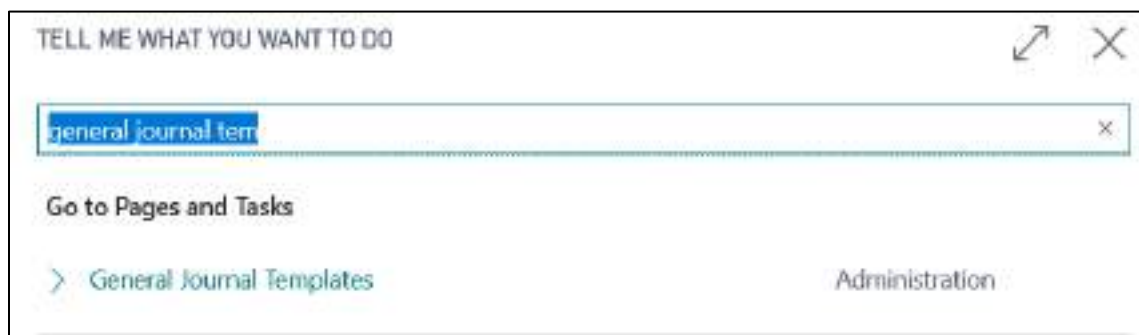 TELL ME WHAT YOU WANT TO DO
general journal tem
Go to Pages and Tasks
General Journal Templates Administration